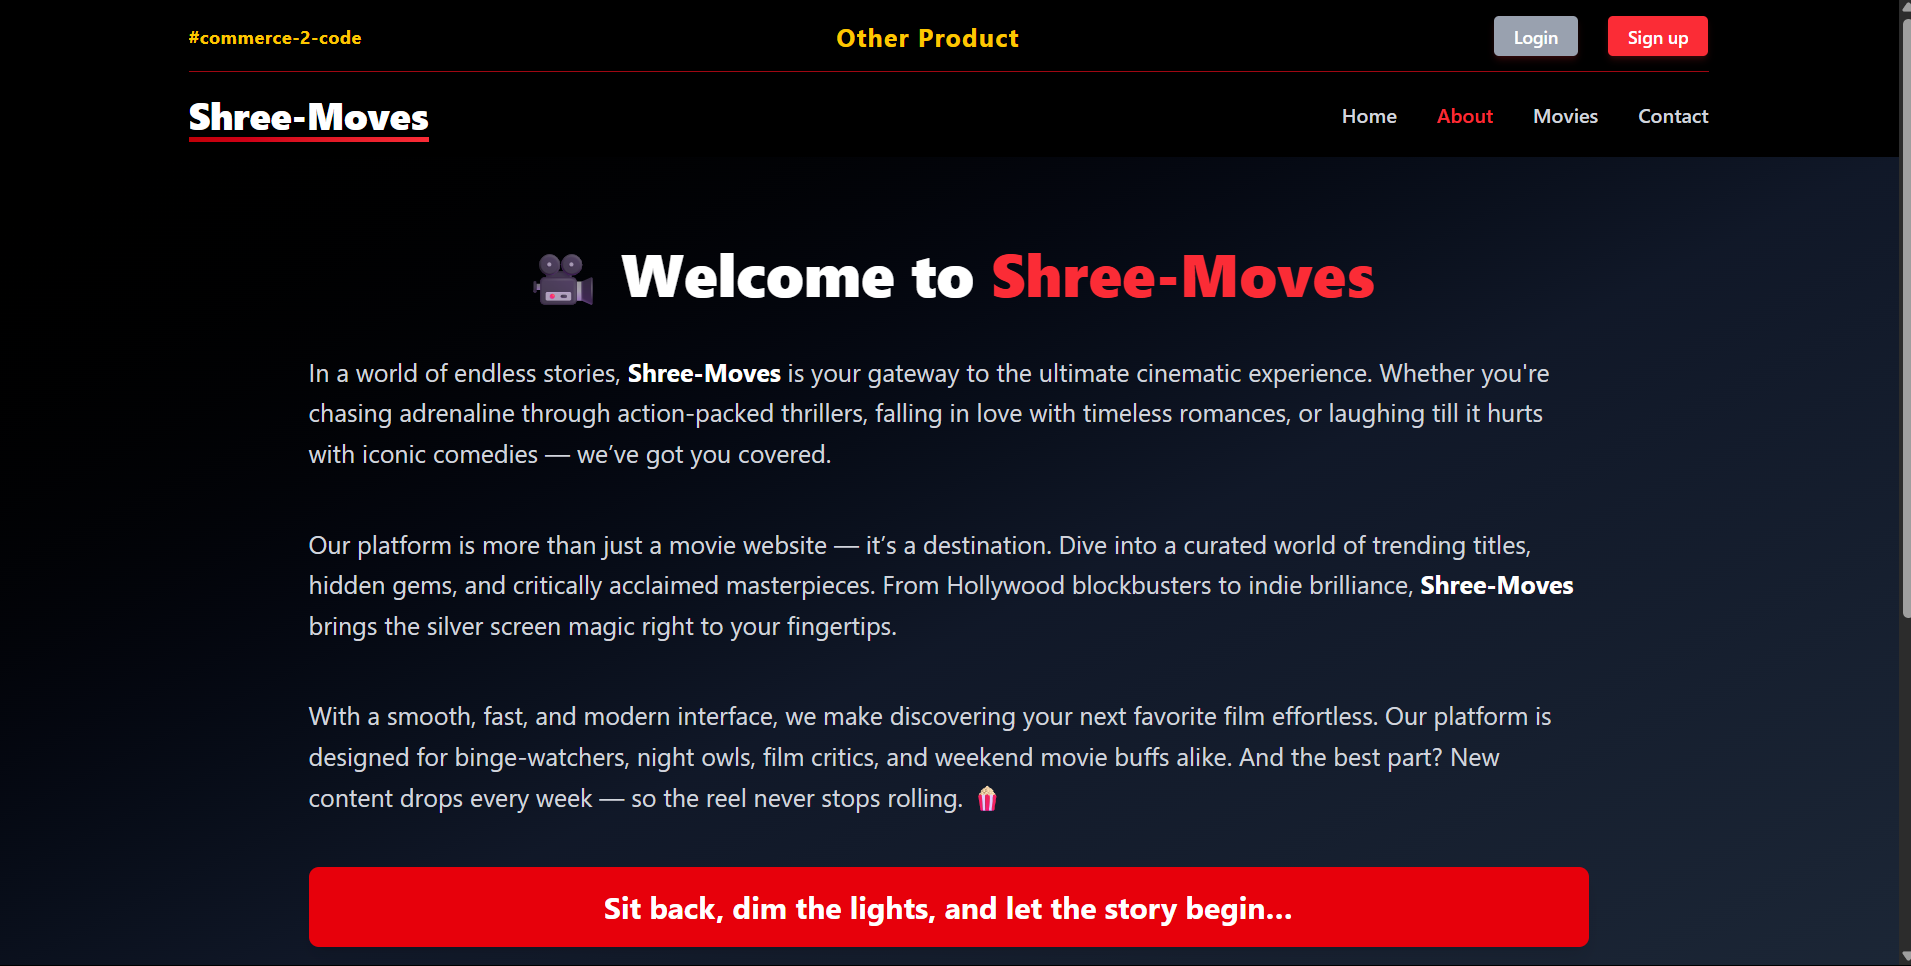 #commerce-2-code
Other Product
Login
Sign up
Shree-Moves
Home
About
Movies
Contact
Welcome to Shree-Moves
In a world of endless stories, Shree-Moves is your gateway to the ultimate cinematic experience. Whether you're
chasing adrenaline through action-packed thrillers, falling in love with timeless romances, or laughing till it hurts
with iconic comedies — we’ve got you covered.
Our platform is more than just a movie website — it’s a destination. Dive into a curated world of trending titles,
hidden gems, and critically acclaimed masterpieces. From Hollywood blockbusters to indie brilliance, Shree-Moves
brings the silver screen magic right to your fingertips.
With a smooth, fast, and modern interface, we make discovering your next favorite film effortless. Our platform is
designed for binge-watchers, night owls, film critics, and weekend movie buffs alike. And the best part? New
content drops every week — so the reel never stops rolling.
Sit back, dim the lights, and let the story begin...